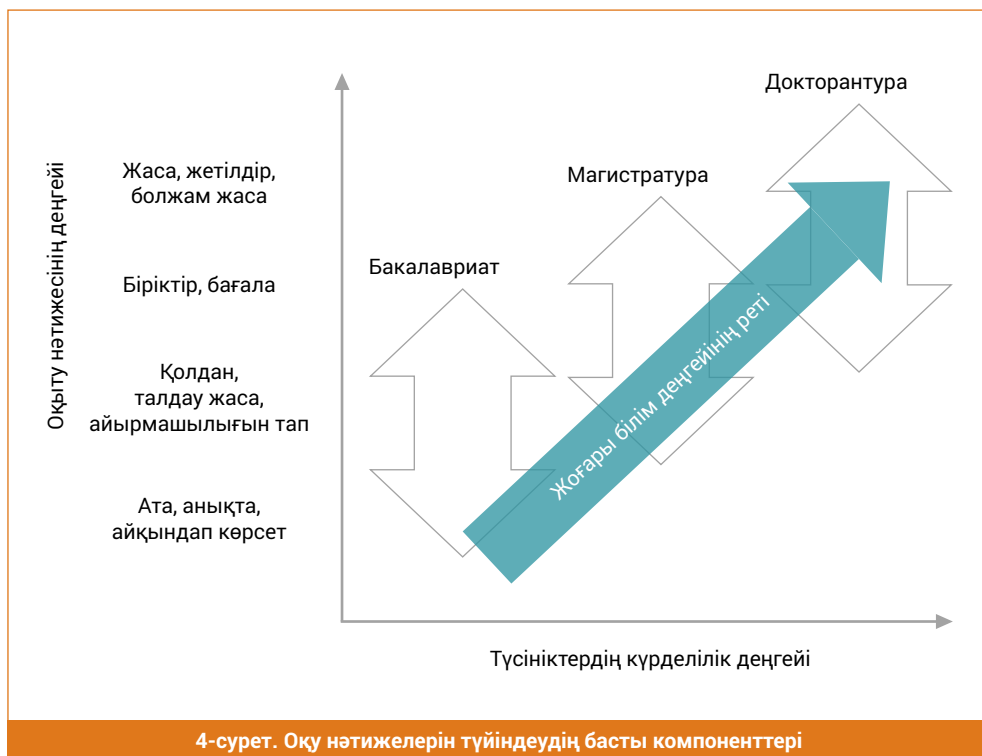 Докторантура
Магистратура
Бакалавриат
Оқыту нәтижесінің деңгейі
Жаса, жетілдір,
болжам жаса
Біріктір, бағала
Қолдан,
талдау жаса,
айырмашылығын тап
Ата, анықта,
айқындап көрсет
Жоғары білім деңгейінің реті
Түсініктердің күрделілік деңгейі
4-сурет. Оқу нәтижелерін түйіндеудің басты компоненттері